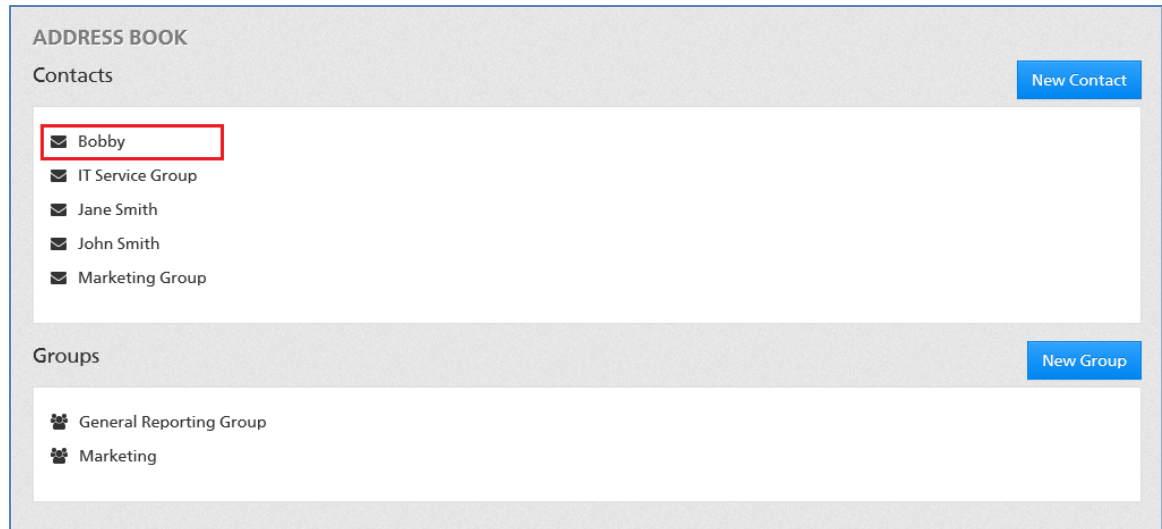 ADDRESS BOOK
Contacts
New Contact
Bobby
IT Service Group
Jane Smith
John Smith
Marketing Group
Groups
New Group
General Reporting Group
Marketing